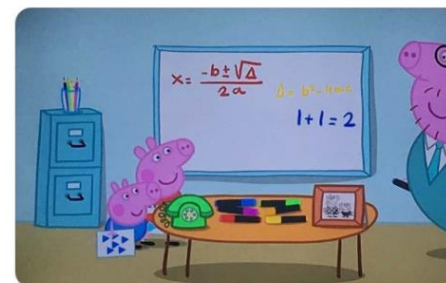 x = -b ± √Δ / 2a
Δ = b² - 4ac
1 + 1 = 2